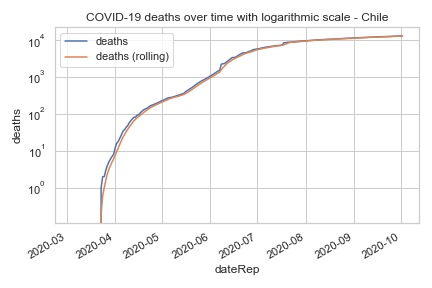 COVID-19 deaths over time with logarithmic scale - Chile
deaths
deaths (rolling)
10⁴
10³
10²
10¹
10⁰
deaths
2020-03
2020-04
2020-05
2020-06
2020-07
2020-08
2020-09
2020-10
dateRep